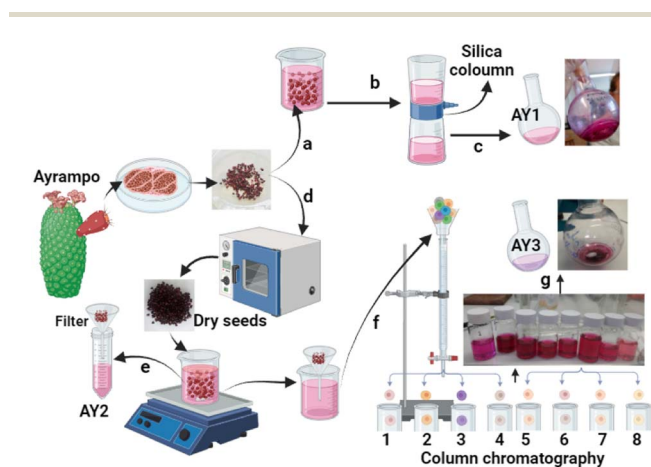 Silica
coloumn
b
AY1
a
c
Ayrampo
d
AY3
g
f
Dry seeds
Filter
e
AY2
1 2 3 4 5 6 7 8
Column chromatography